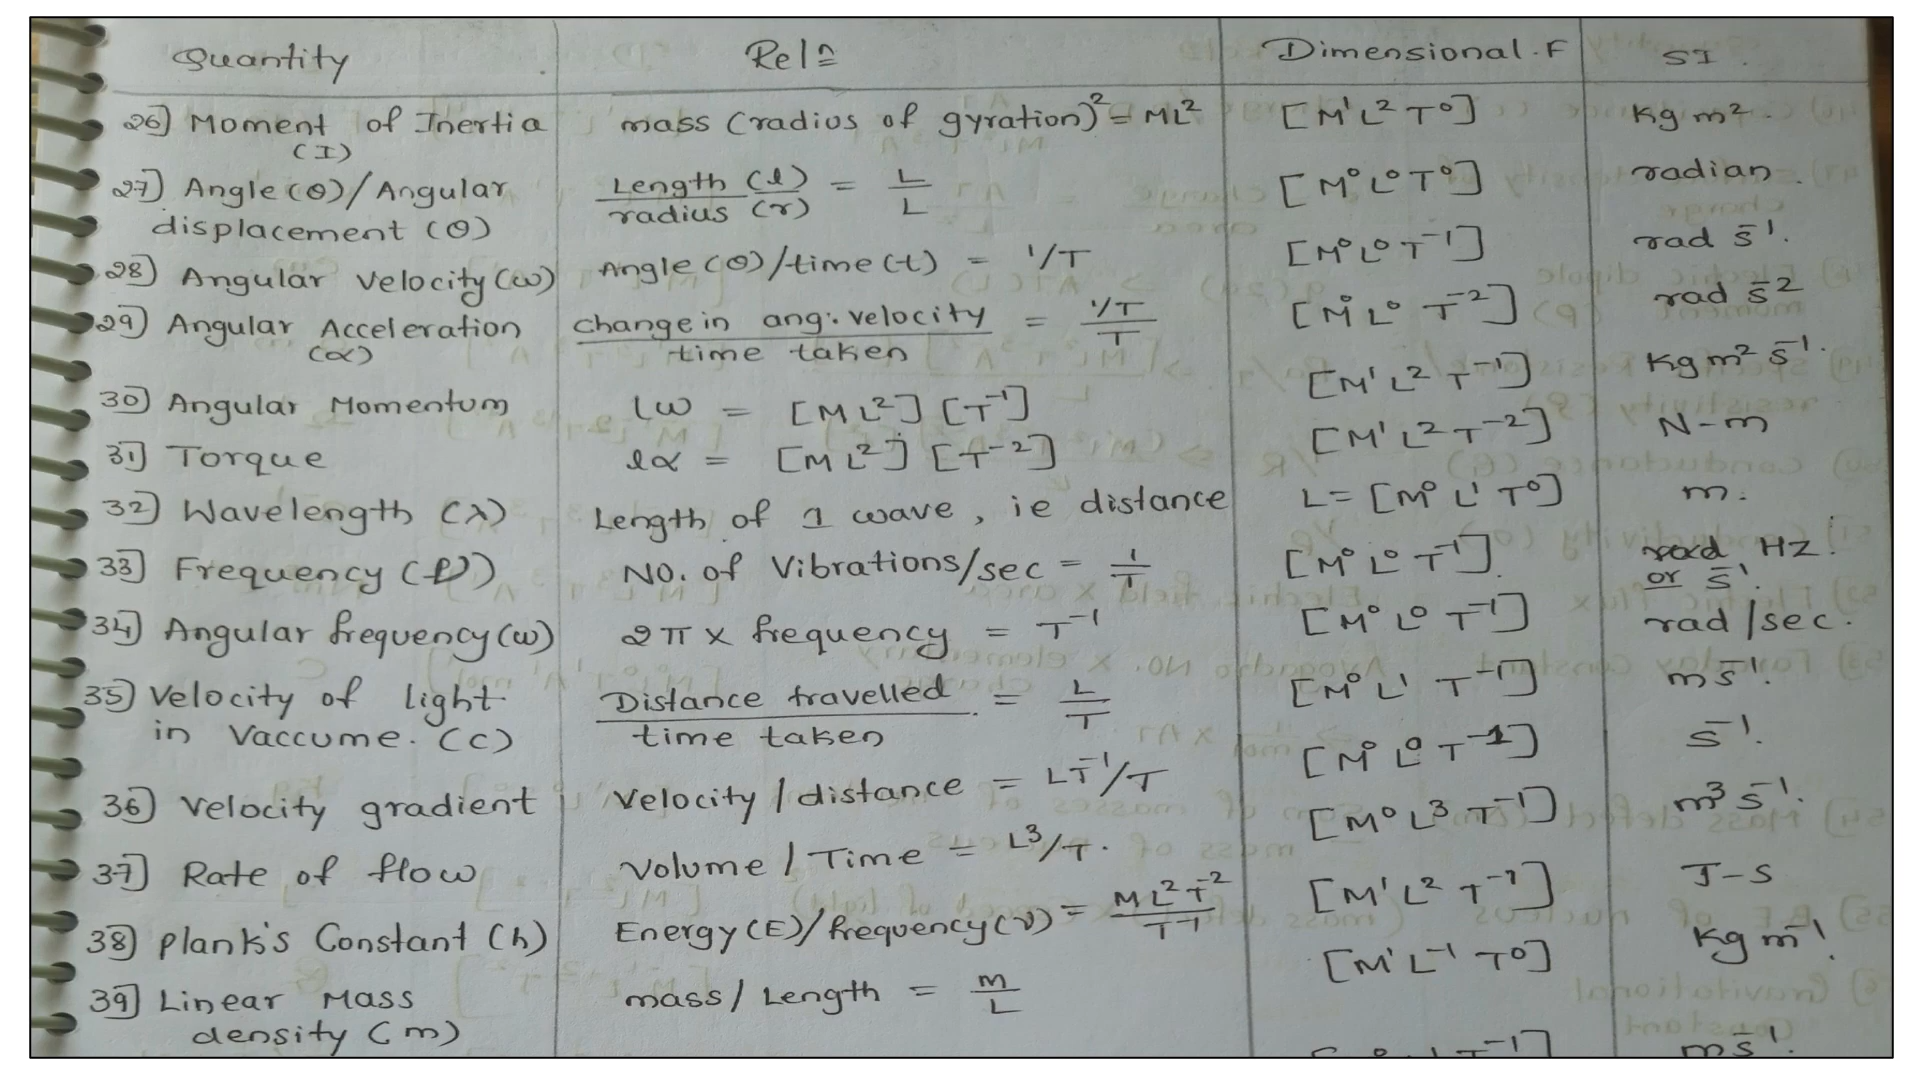 Quantity Rel<u>n</u> Dimensional.F SI.
26] Moment of Inertia mass (radius of gyration)² = ML² [M¹L²T⁰] Kg m².
(I)
27] Angle(θ)/Angular Length (l) / radius (r) = L/L [M⁰L⁰T⁰] radian.
displacement (θ)
28] Angular Velocity(ω) Angle(θ)/time(t) = 1/T [M⁰L⁰T⁻¹] rad s⁻¹.
29] Angular Acceleration change in ang. velocity / time taken = 1/T / T [M⁰L⁰T⁻²] rad s⁻²
(α)
30] Angular Momentum Iω = [ML²][T⁻¹] [M¹L²T⁻¹] Kg m² s⁻¹.
31] Torque Iα = [ML²][T⁻²] [M¹L²T⁻²] N-m
32] Wavelength (λ) Length of 1 wave, ie distance L = [M⁰L¹T⁰] m.
33] Frequency (ν) No. of Vibrations/sec = 1/T [M⁰L⁰T⁻¹]. Hz.
or s⁻¹.
34] Angular frequency(ω) 2π x frequency = T⁻¹ [M⁰L⁰T⁻¹] rad/sec.
35] Velocity of light Distance travelled / time taken = L/T [M⁰L¹T⁻¹] ms⁻¹.
in Vaccume. (c)
36] Velocity gradient Velocity/distance = LT⁻¹/T [M⁰L⁰T⁻¹] s⁻¹.
37] Rate of flow Volume/Time = L³/T. [M⁰L³T⁻¹] m³s⁻¹.
38] Plank's Constant (h) Energy(E)/frequency(ν) = ML²T⁻²/T⁻¹ [M¹L²T⁻¹] J-s
39] Linear Mass mass/Length = M/L [M¹L⁻¹T⁰] Kg m⁻¹.
density (m)
ms⁻¹.